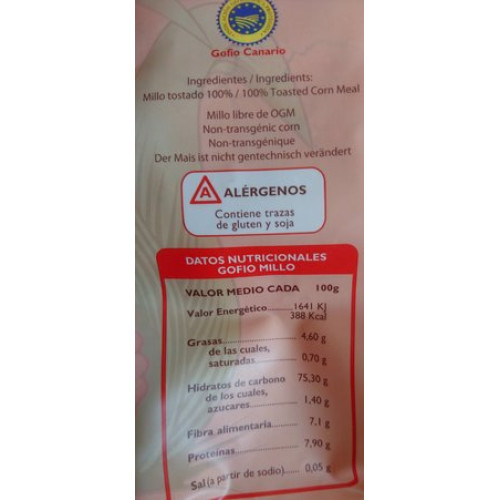 Gofio Canario
Ingredientes / Ingredients:
Millo tostado 100% / 100% Toasted Corn Meal
Millo libre de OGM
Non-transgénic corn
Non-transgénique
Der Mais ist nicht gentechnisch verändert
A ALÉRGENOS
Contiene trazas
de gluten y soja
DATOS NUTRICIONALES
GOFIO MILLO
VALOR MEDIO CADA 100g
Valor Energético 1641 KJ
388 Kcal
Grasas 4,60 g
de las cuales,
saturadas 0,70 g
Hidratos de carbono 75,30 g
de los cuales,
azucares 1,40 g
Fibra alimentaria 7,1 g
Proteínas 7,90 g
Sal (a partir de sodio) 0,05 g